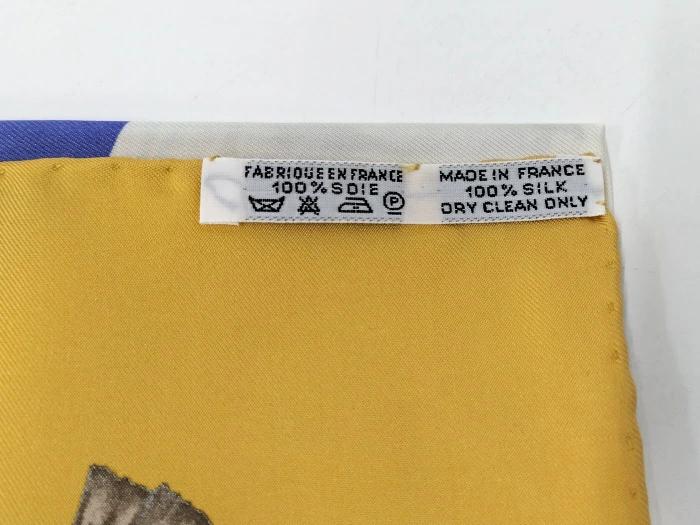 FABRIQUE EN FRANCE
100% SOIE
P
MADE IN FRANCE
100% SILK
DRY CLEAN ONLY